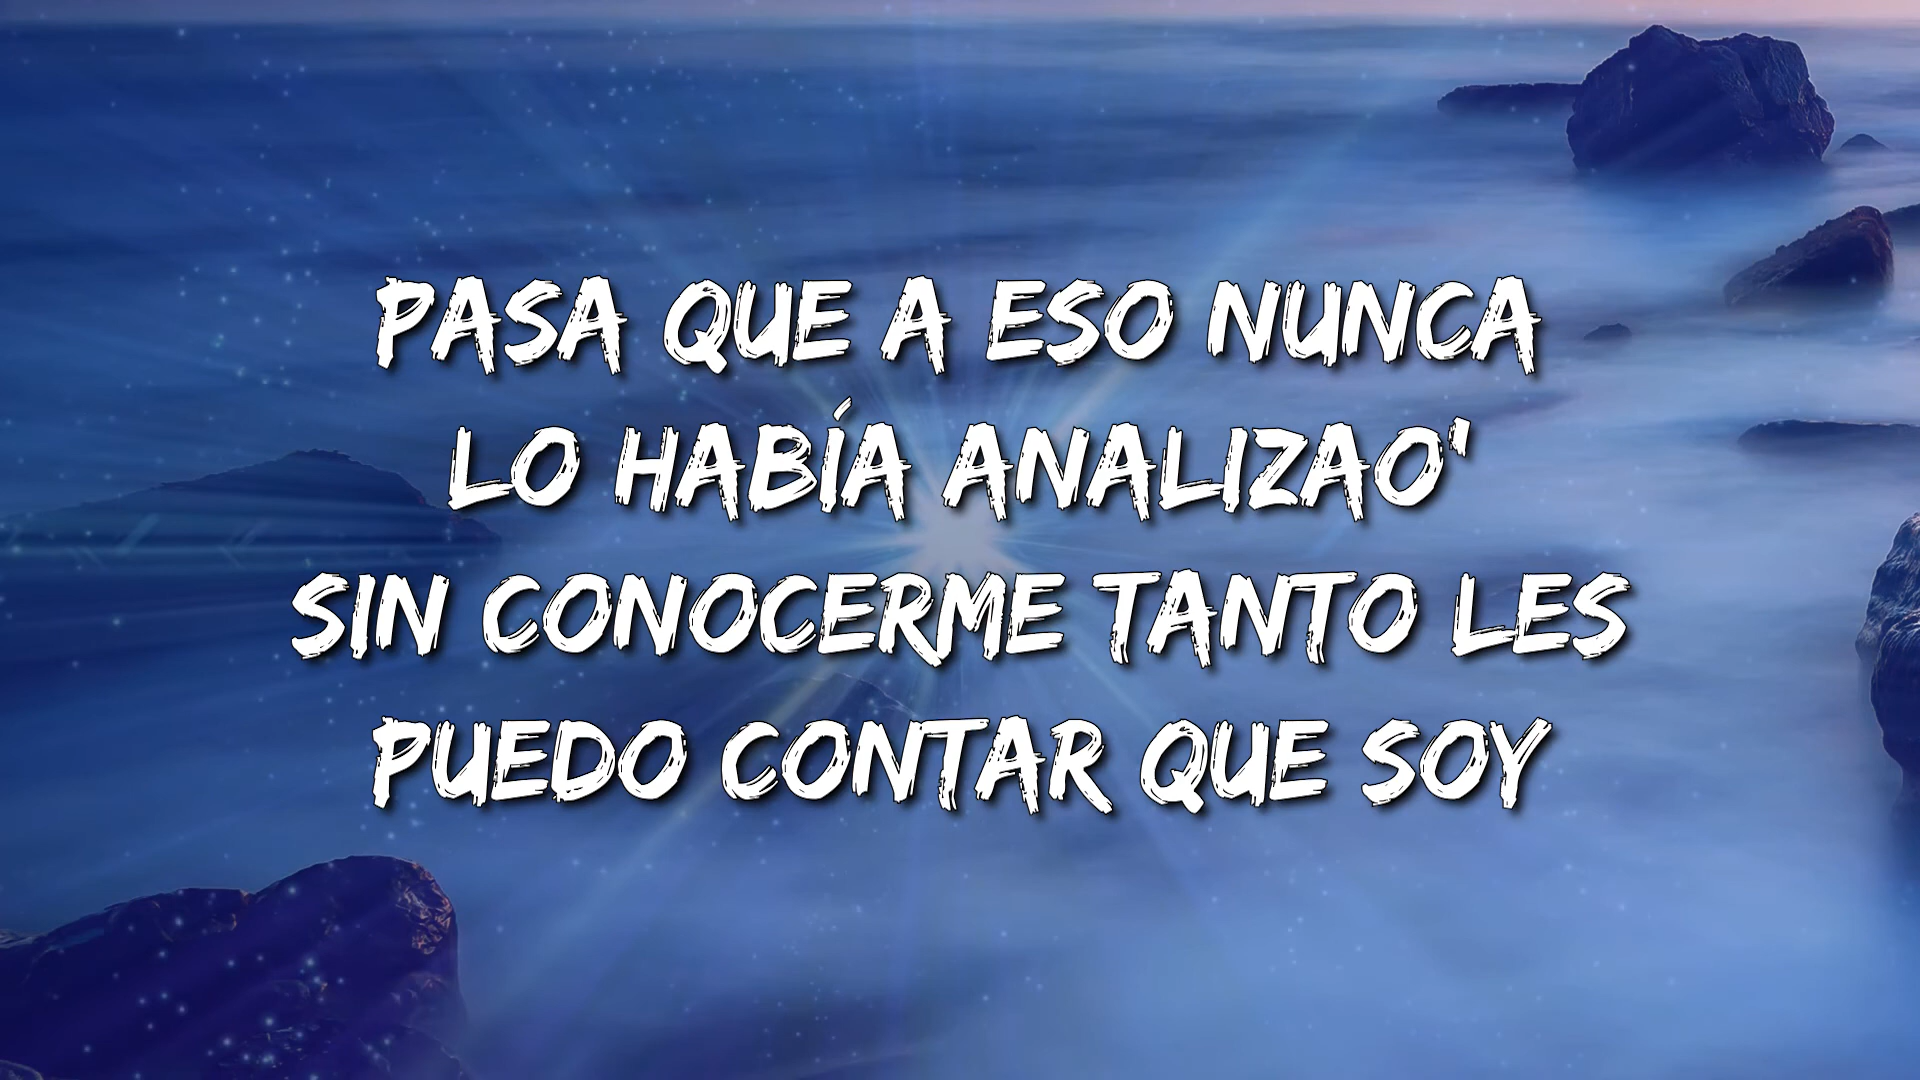 PASA QUE A ESO NUNCA
LO HABÍA ANALIZAO'
SIN CONOCERME TANTO LES
PUEDO CONTAR QUE SOY